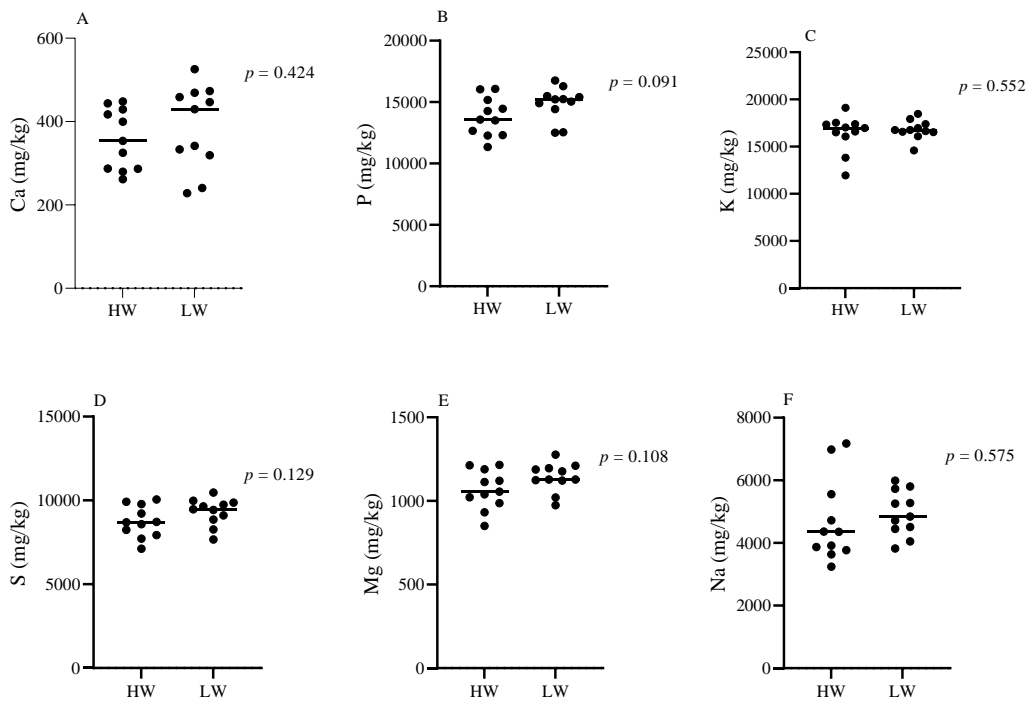 A
600
400
200
0
Ca (mg/kg)
p = 0.424
HW
LW
B
20000
15000
10000
5000
0
P (mg/kg)
p = 0.091
HW
LW
C
25000
20000
15000
10000
5000
0
K (mg/kg)
p = 0.552
HW
LW
D
15000
10000
5000
0
S (mg/kg)
p = 0.129
HW
LW
E
1500
1000
500
0
Mg (mg/kg)
p = 0.108
HW
LW
F
8000
6000
4000
2000
0
Na (mg/kg)
p = 0.575
HW
LW